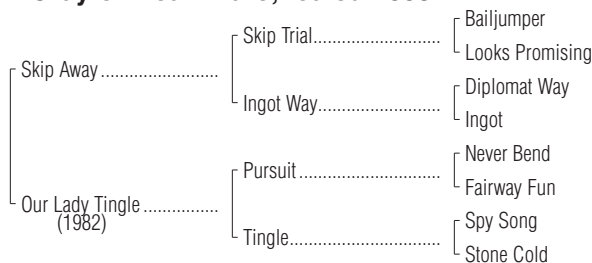 Bailjumper
Skip Trial
Looks Promising
Skip Away
Diplomat Way
Ingot Way
Ingot
Never Bend
Pursuit
Fairway Fun
Our Lady Tingle
(1982)
Spy Song
Tingle
Stone Cold